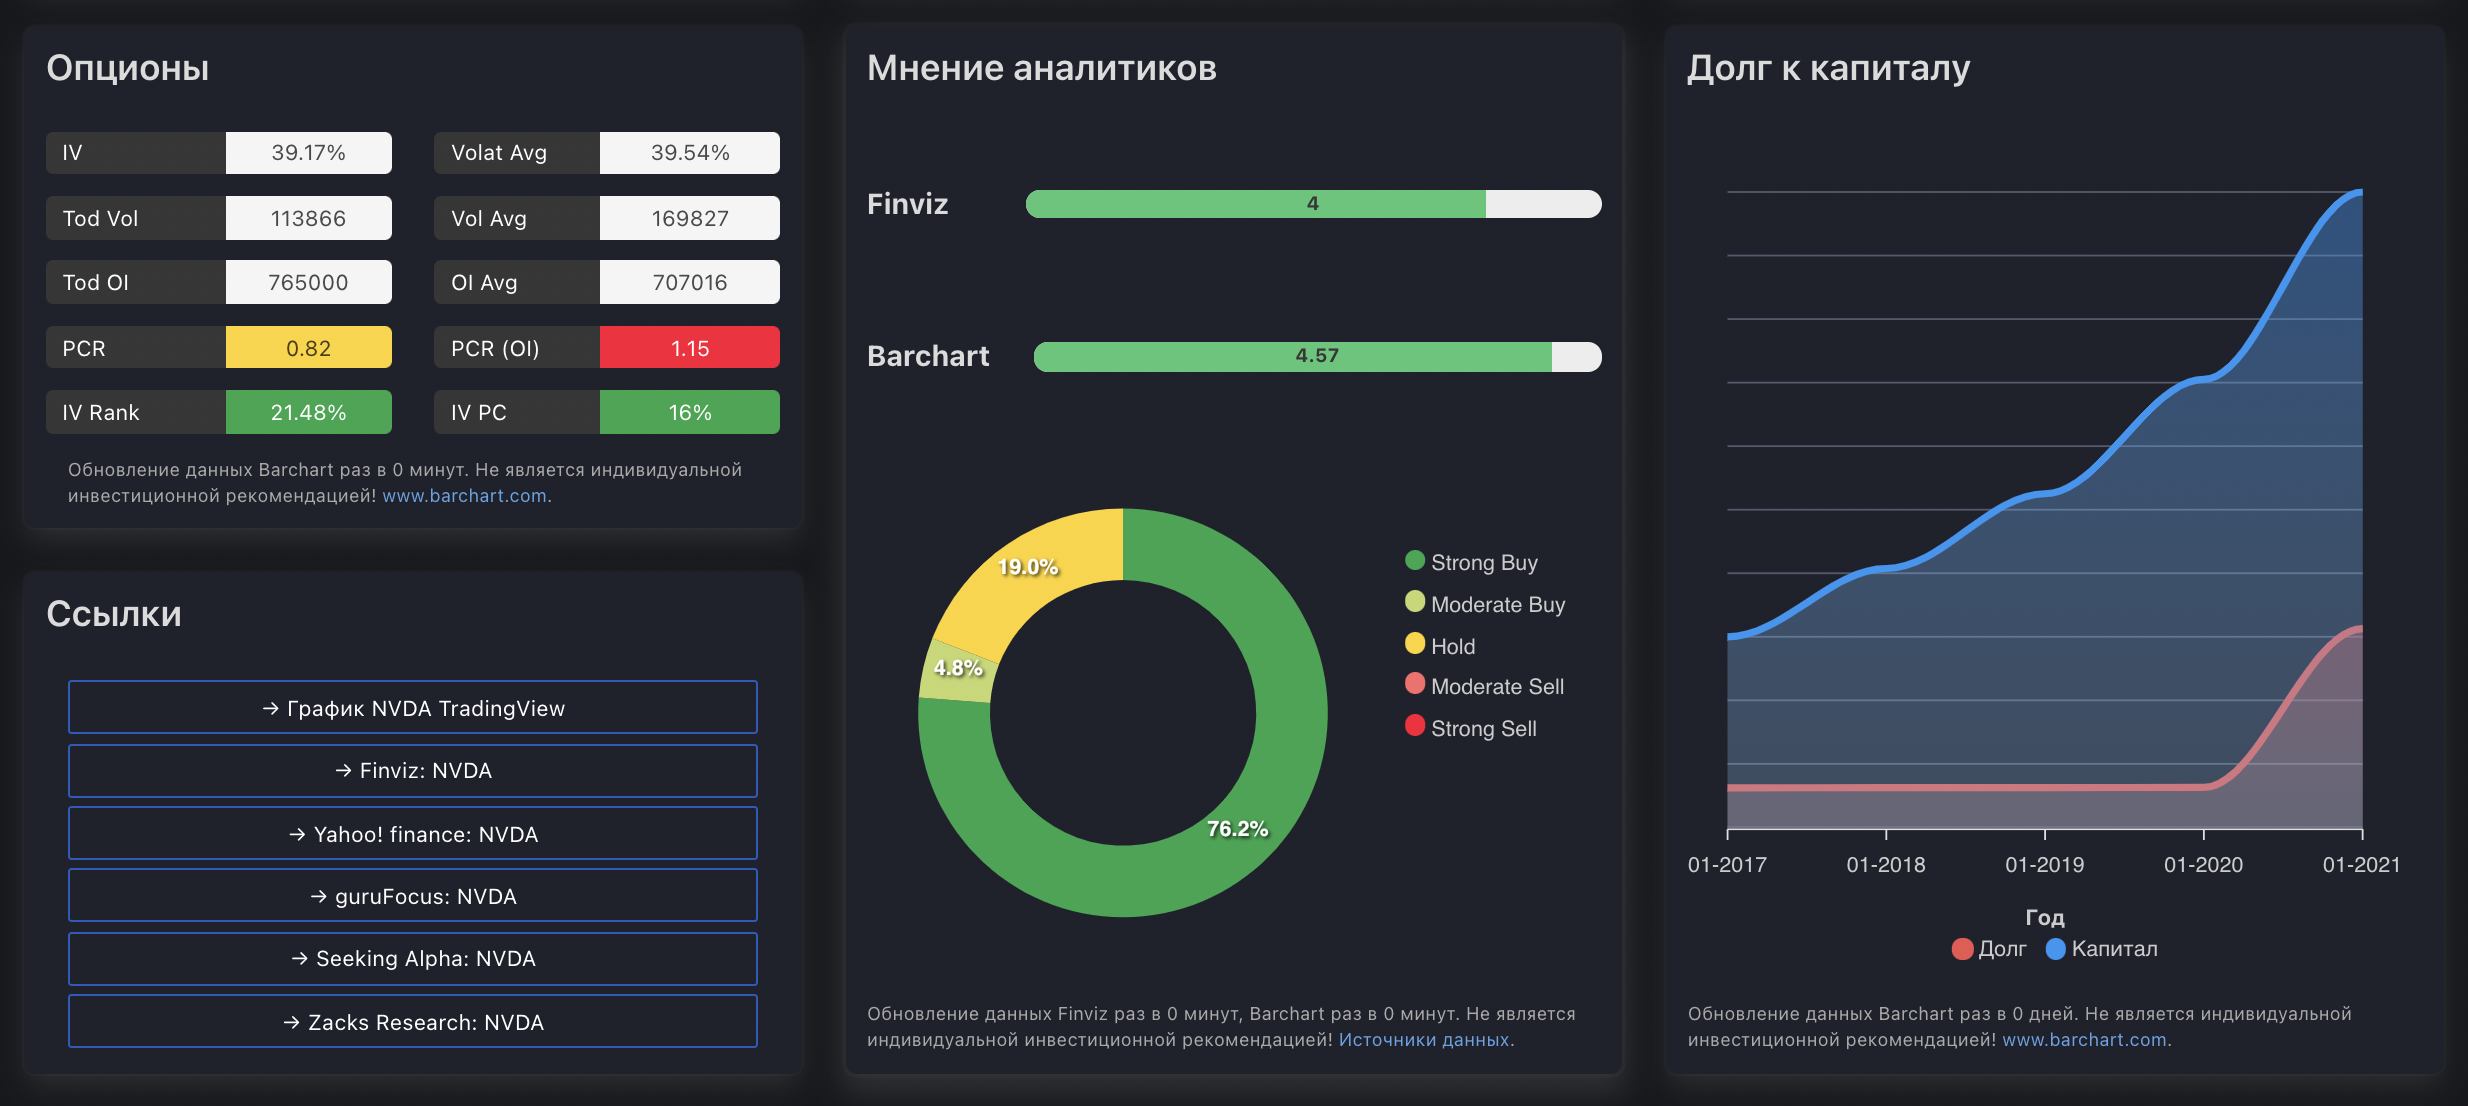 Опционы
IV 39.17% Volat Avg 39.54%
Tod Vol 113866 Vol Avg 169827
Tod OI 765000 OI Avg 707016
PCR 0.82 PCR (OI) 1.15
IV Rank 21.48% IV PC 16%
Обновление данных Barchart раз в 0 минут. Не является индивидуальной
инвестиционной рекомендацией! www.barchart.com.
Ссылки
→ График NVDA TradingView
→ Finviz: NVDA
→ Yahoo! finance: NVDA
→ guruFocus: NVDA
→ Seeking Alpha: NVDA
→ Zacks Research: NVDA
Мнение аналитиков
Finviz 4
Barchart 4.57
19.0%
4.8%
76.2%
Strong Buy
Moderate Buy
Hold
Moderate Sell
Strong Sell
Обновление данных Finviz раз в 0 минут, Barchart раз в 0 минут. Не является
индивидуальной инвестиционной рекомендацией! Источники данных.
Долг к капиталу
01-2017 01-2018 01-2019 01-2020 01-2021
Год
Долг Капитал
Обновление данных Barchart раз в 0 дней. Не является индивидуальной
инвестиционной рекомендацией! www.barchart.com.